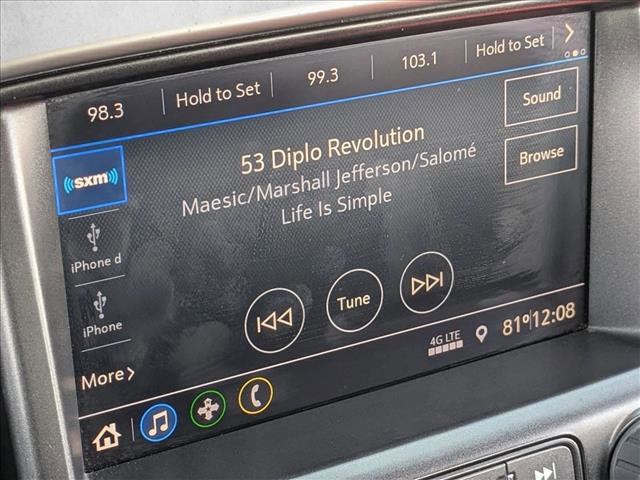 98.3 Hold to Set 99.3 103.1 Hold to Set >
sxm
53 Diplo Revolution
Maesic/Marshall Jefferson/Salomé
Life Is Simple
Sound
Browse
iPhone d
iPhone
More >
Tune
4G LTE 81° 12:08